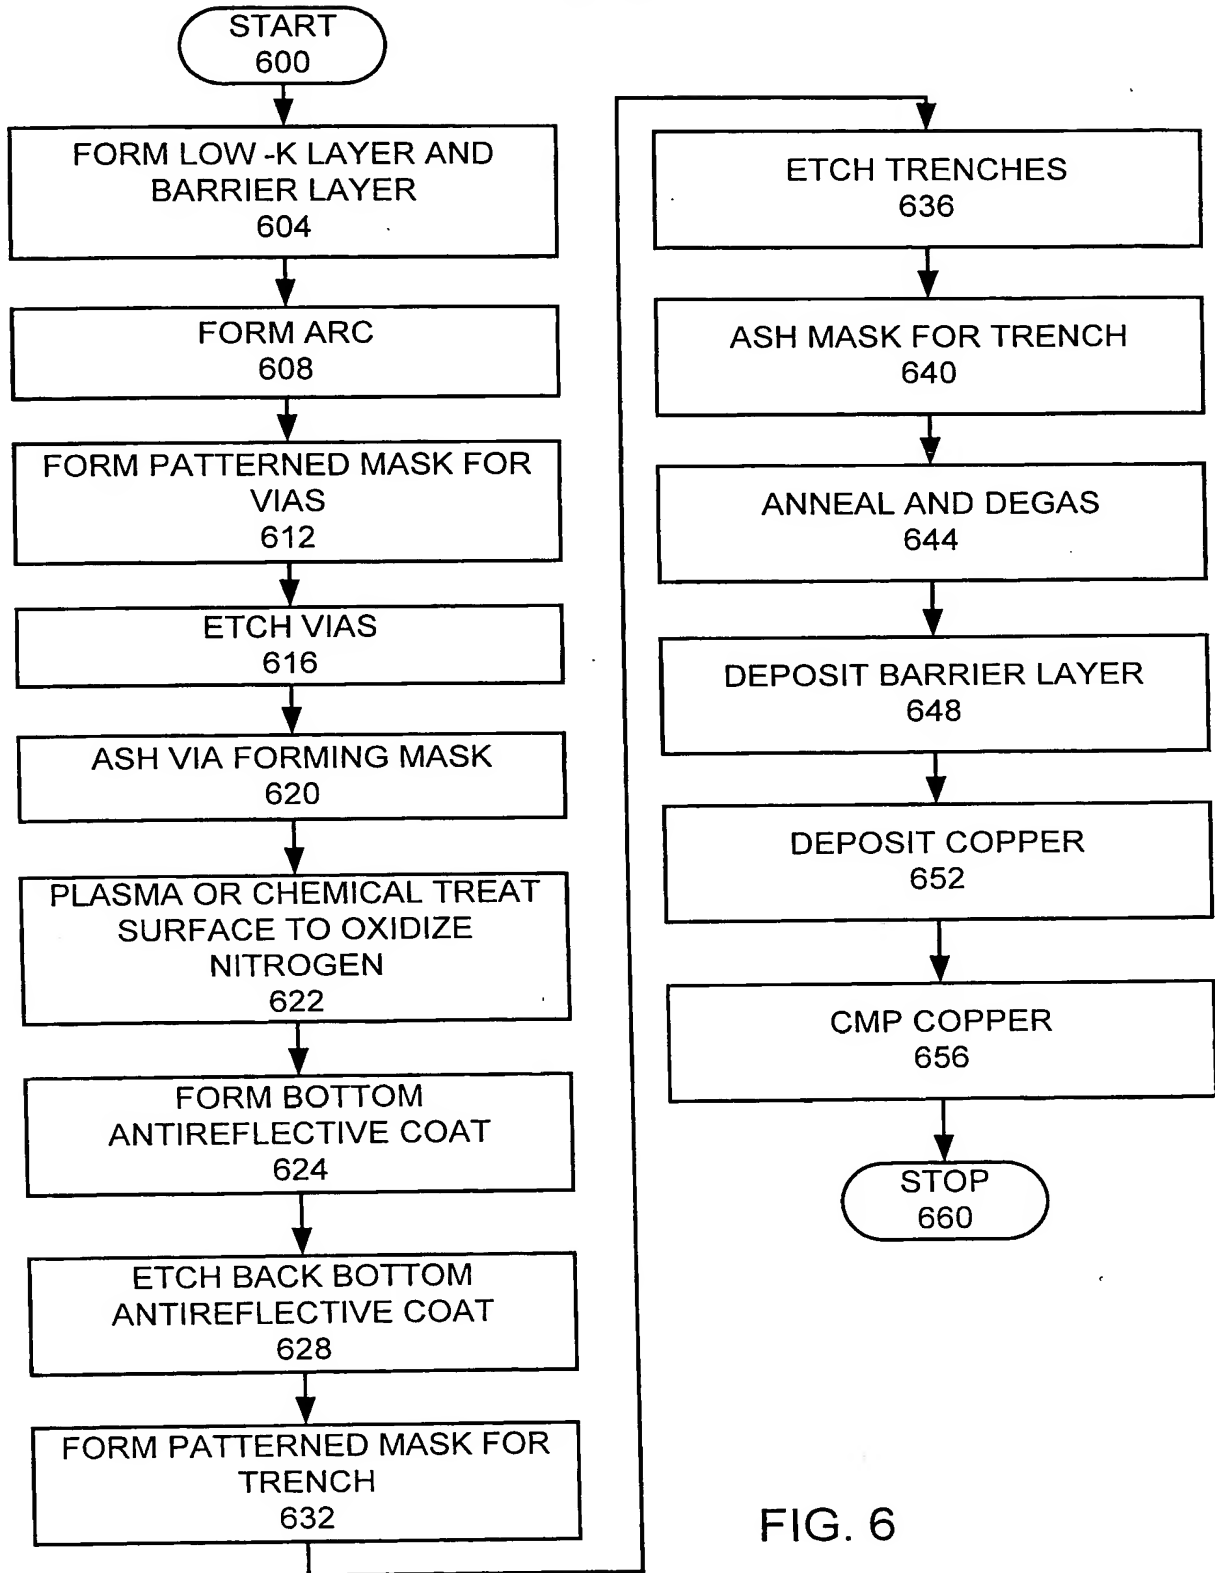 START
600
FORM LOW -K LAYER AND
BARRIER LAYER
604
FORM ARC
608
FORM PATTERNED MASK FOR
VIAS
612
ETCH VIAS
616
ASH VIA FORMING MASK
620
PLASMA OR CHEMICAL TREAT
SURFACE TO OXIDIZE
NITROGEN
622
FORM BOTTOM
ANTIREFLECTIVE COAT
624
ETCH BACK BOTTOM
ANTIREFLECTIVE COAT
628
FORM PATTERNED MASK FOR
TRENCH
632
ETCH TRENCHES
636
ASH MASK FOR TRENCH
640
ANNEAL AND DEGAS
644
DEPOSIT BARRIER LAYER
648
DEPOSIT COPPER
652
CMP COPPER
656
STOP
660
FIG. 6